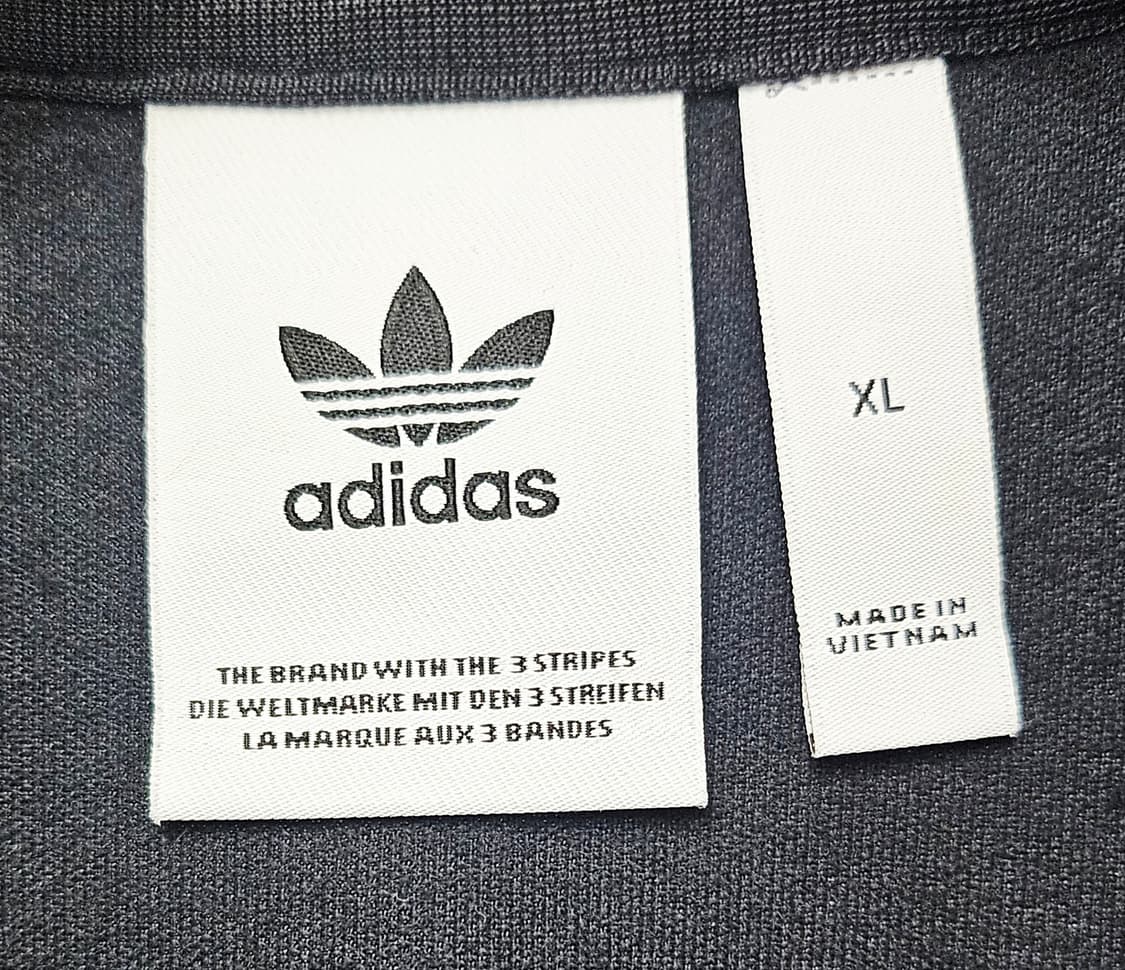 adidas
THE BRAND WITH THE 3 STRIPES
DIE WELTMARKE MIT DEN 3 STREIFEN
LA MARQUE AUX 3 BANDES
XL
MADE IN
VIETNAM